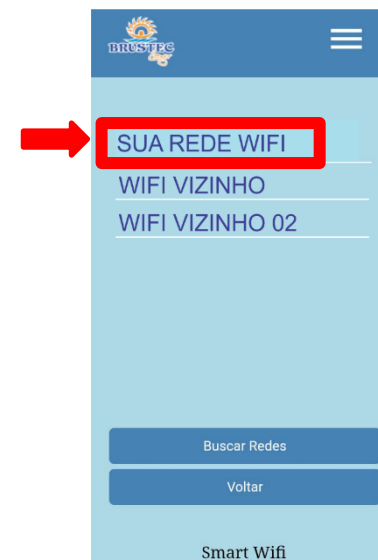 BRUSTEC
SUA REDE WIFI
WIFI VIZINHO
WIFI VIZINHO 02
Buscar Redes
Voltar
Smart Wifi